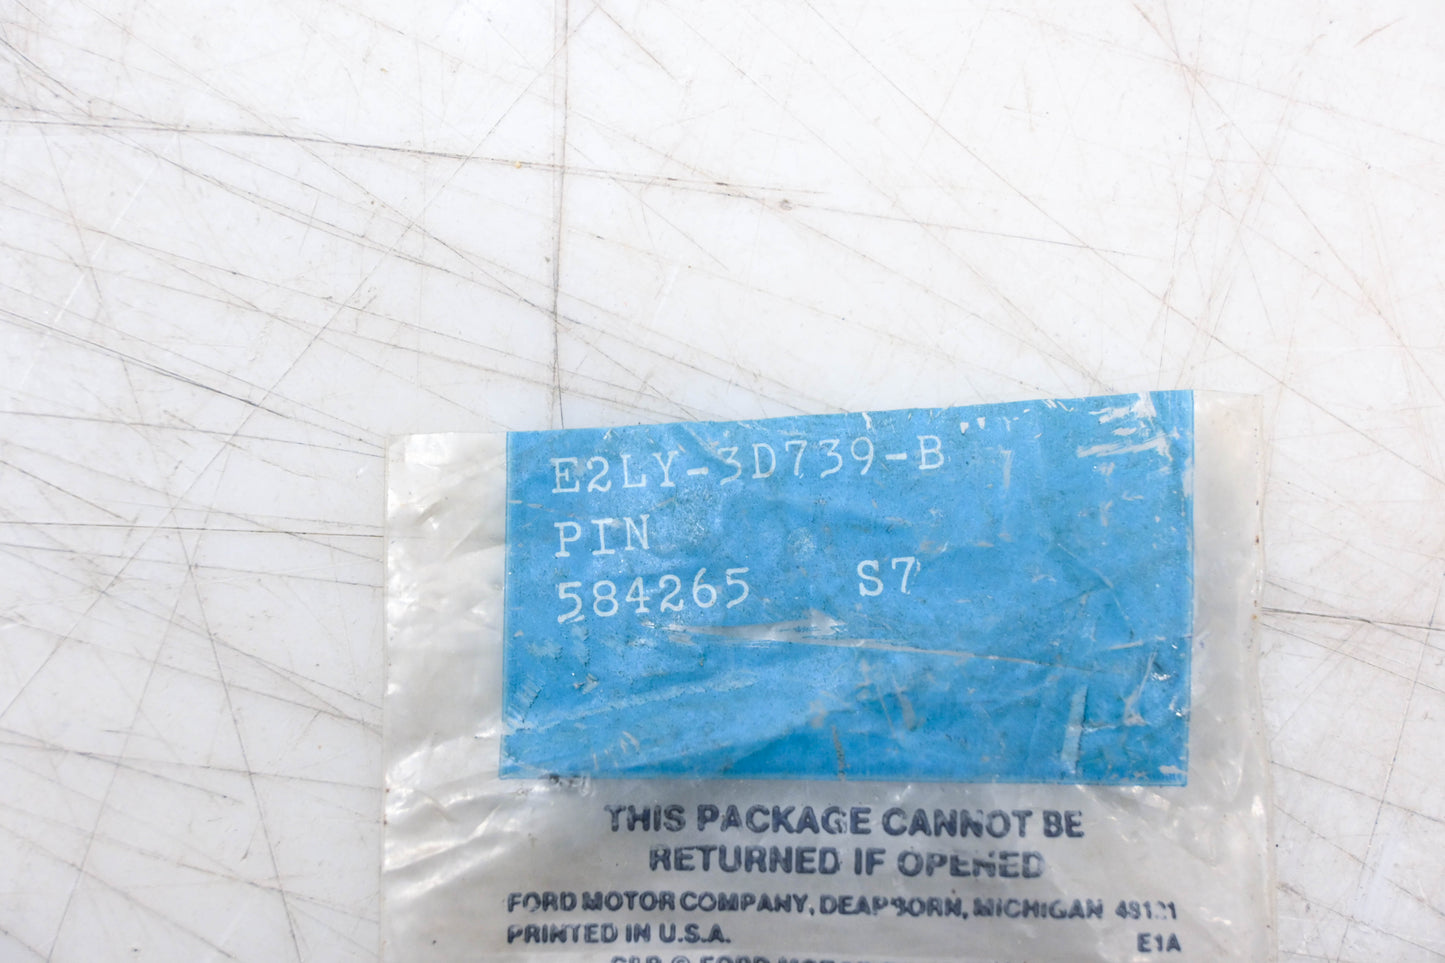 E2LY-3D739-B
PIN
584265 S7
THIS PACKAGE CANNOT BE
RETURNED IF OPENED
FORD MOTOR COMPANY, DEARBORN, MICHIGAN
PRINTED IN U.S.A.
E1A
© FORD